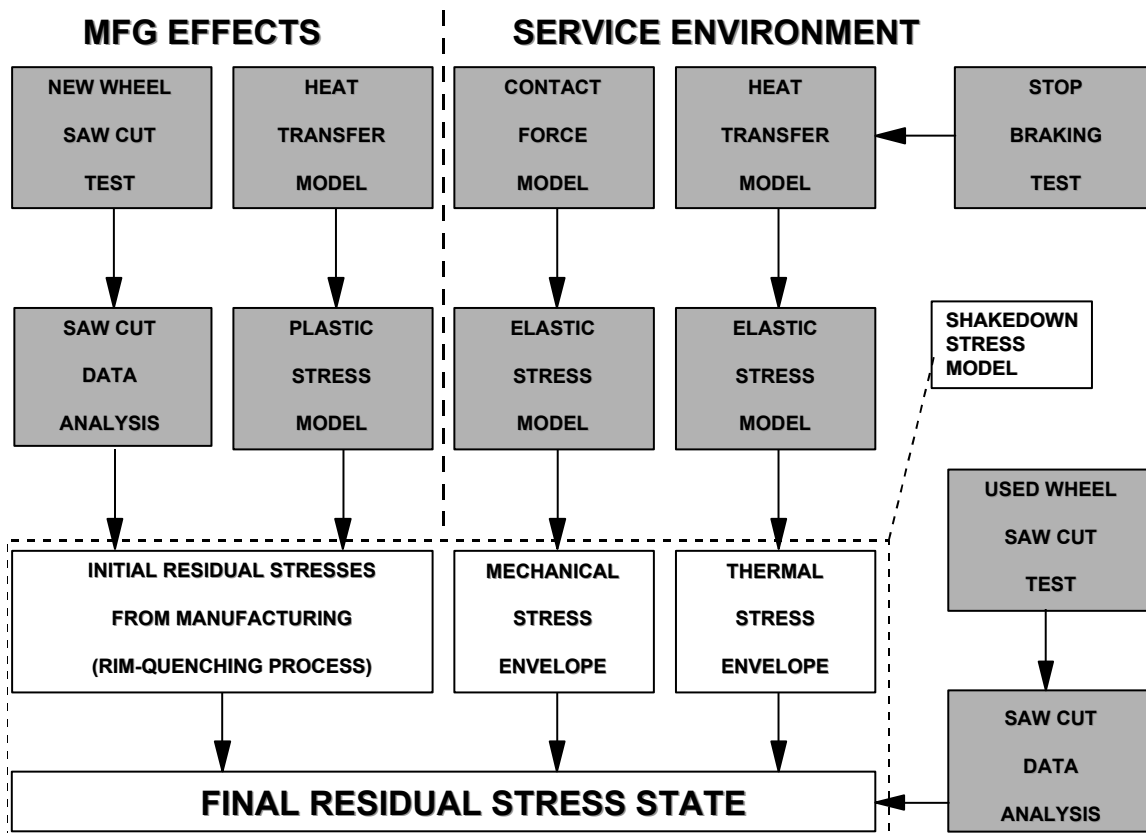 MFG EFFECTS
SERVICE ENVIRONMENT
NEW WHEEL
SAW CUT
TEST
HEAT
TRANSFER
MODEL
CONTACT
FORCE
MODEL
HEAT
TRANSFER
MODEL
STOP
BRAKING
TEST
SAW CUT
DATA
ANALYSIS
PLASTIC
STRESS
MODEL
ELASTIC
STRESS
MODEL
ELASTIC
STRESS
MODEL
SHAKEDOWN
STRESS
MODEL
USED WHEEL
SAW CUT
TEST
INITIAL RESIDUAL STRESSES
FROM MANUFACTURING
(RIM-QUENCHING PROCESS)
MECHANICAL
STRESS
ENVELOPE
THERMAL
STRESS
ENVELOPE
SAW CUT
DATA
ANALYSIS
FINAL RESIDUAL STRESS STATE